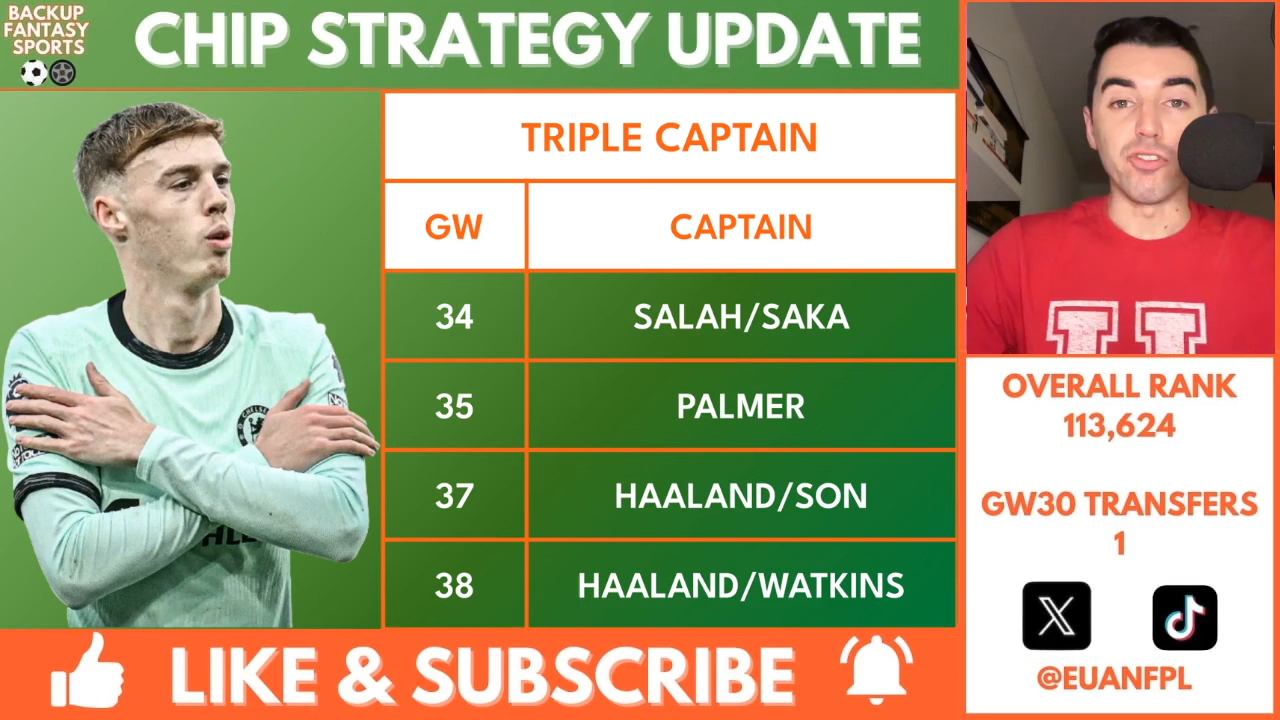 BACKUP
FANTASY
SPORTS
CHIP STRATEGY UPDATE
TRIPLE CAPTAIN
GW CAPTAIN
34 SALAH/SAKA
35 PALMER
37 HAALAND/SON
38 HAALAND/WATKINS
LIKE & SUBSCRIBE
OVERALL RANK
113,624
GW30 TRANSFERS
1
@EUANFPL